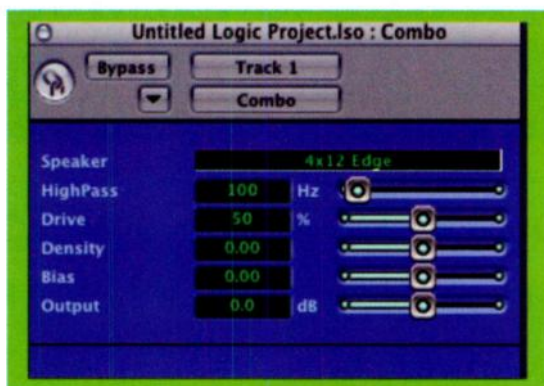 Untitled Logic Project.lso : Combo
Bypass Track 1
Combo
Speaker 4x12 Edge
HighPass 100 Hz
Drive 50 %
Density 0.00
Bias 0.00
Output 0.0 dB